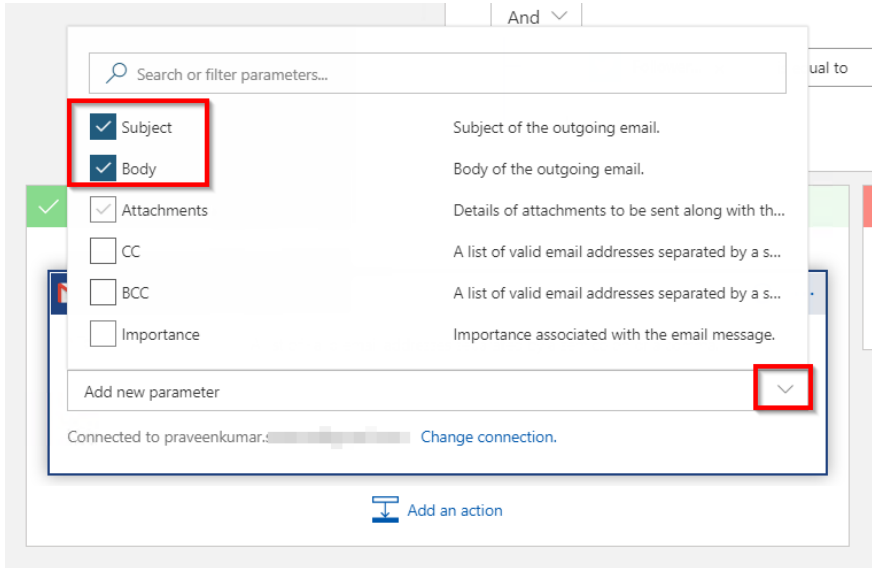 And
Search or filter parameters...
ual to
Subject Subject of the outgoing email.
Body Body of the outgoing email.
Attachments Details of attachments to be sent along with th...
CC A list of valid email addresses separated by a s...
BCC A list of valid email addresses separated by a s...
Importance Importance associated with the email message.
Add new parameter
Connected to praveenkumar. Change connection.
Add an action